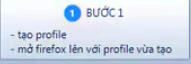 1 BƯỚC 1
- tạo profile
- mở firefox lên với profile vừa tạo